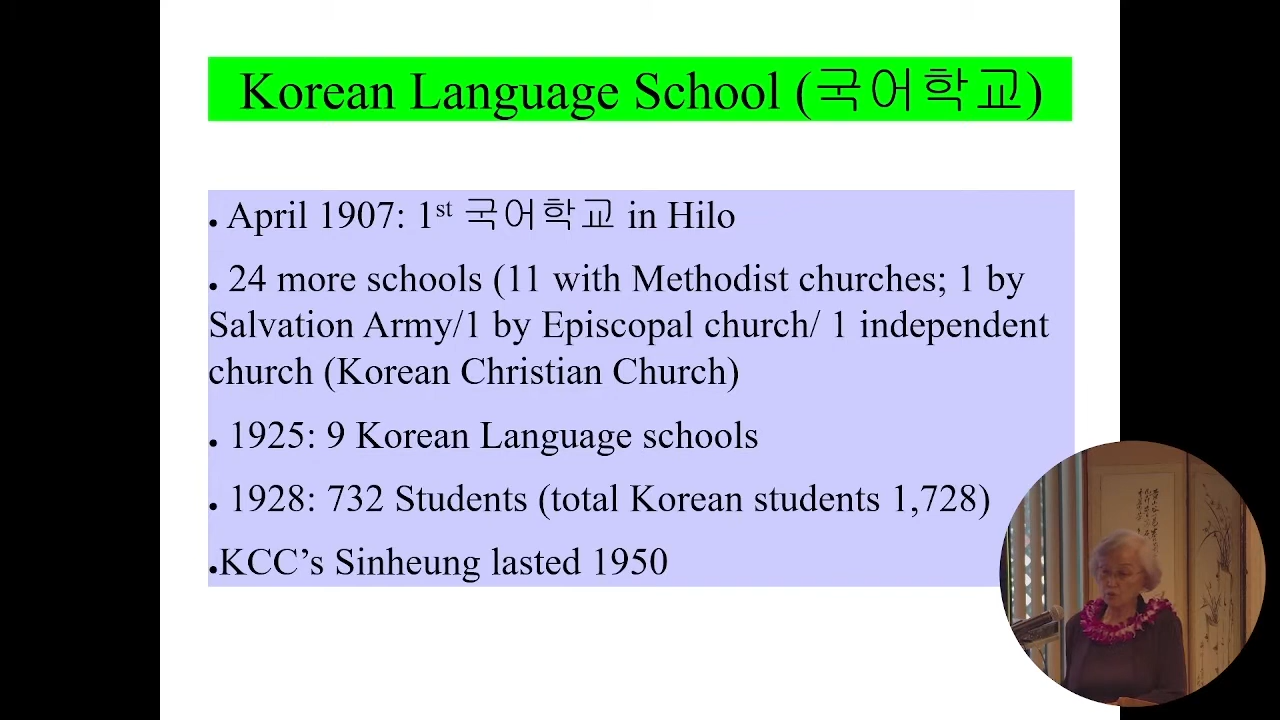 Korean Language School (국어학교)
• April 1907: 1st 국어학교 in Hilo
• 24 more schools (11 with Methodist churches; 1 by
Salvation Army/1 by Episcopal church/ 1 independent
church (Korean Christian Church)
• 1925: 9 Korean Language schools
• 1928: 732 Students (total Korean students 1,728)
•KCC’s Sinheung lasted 1950